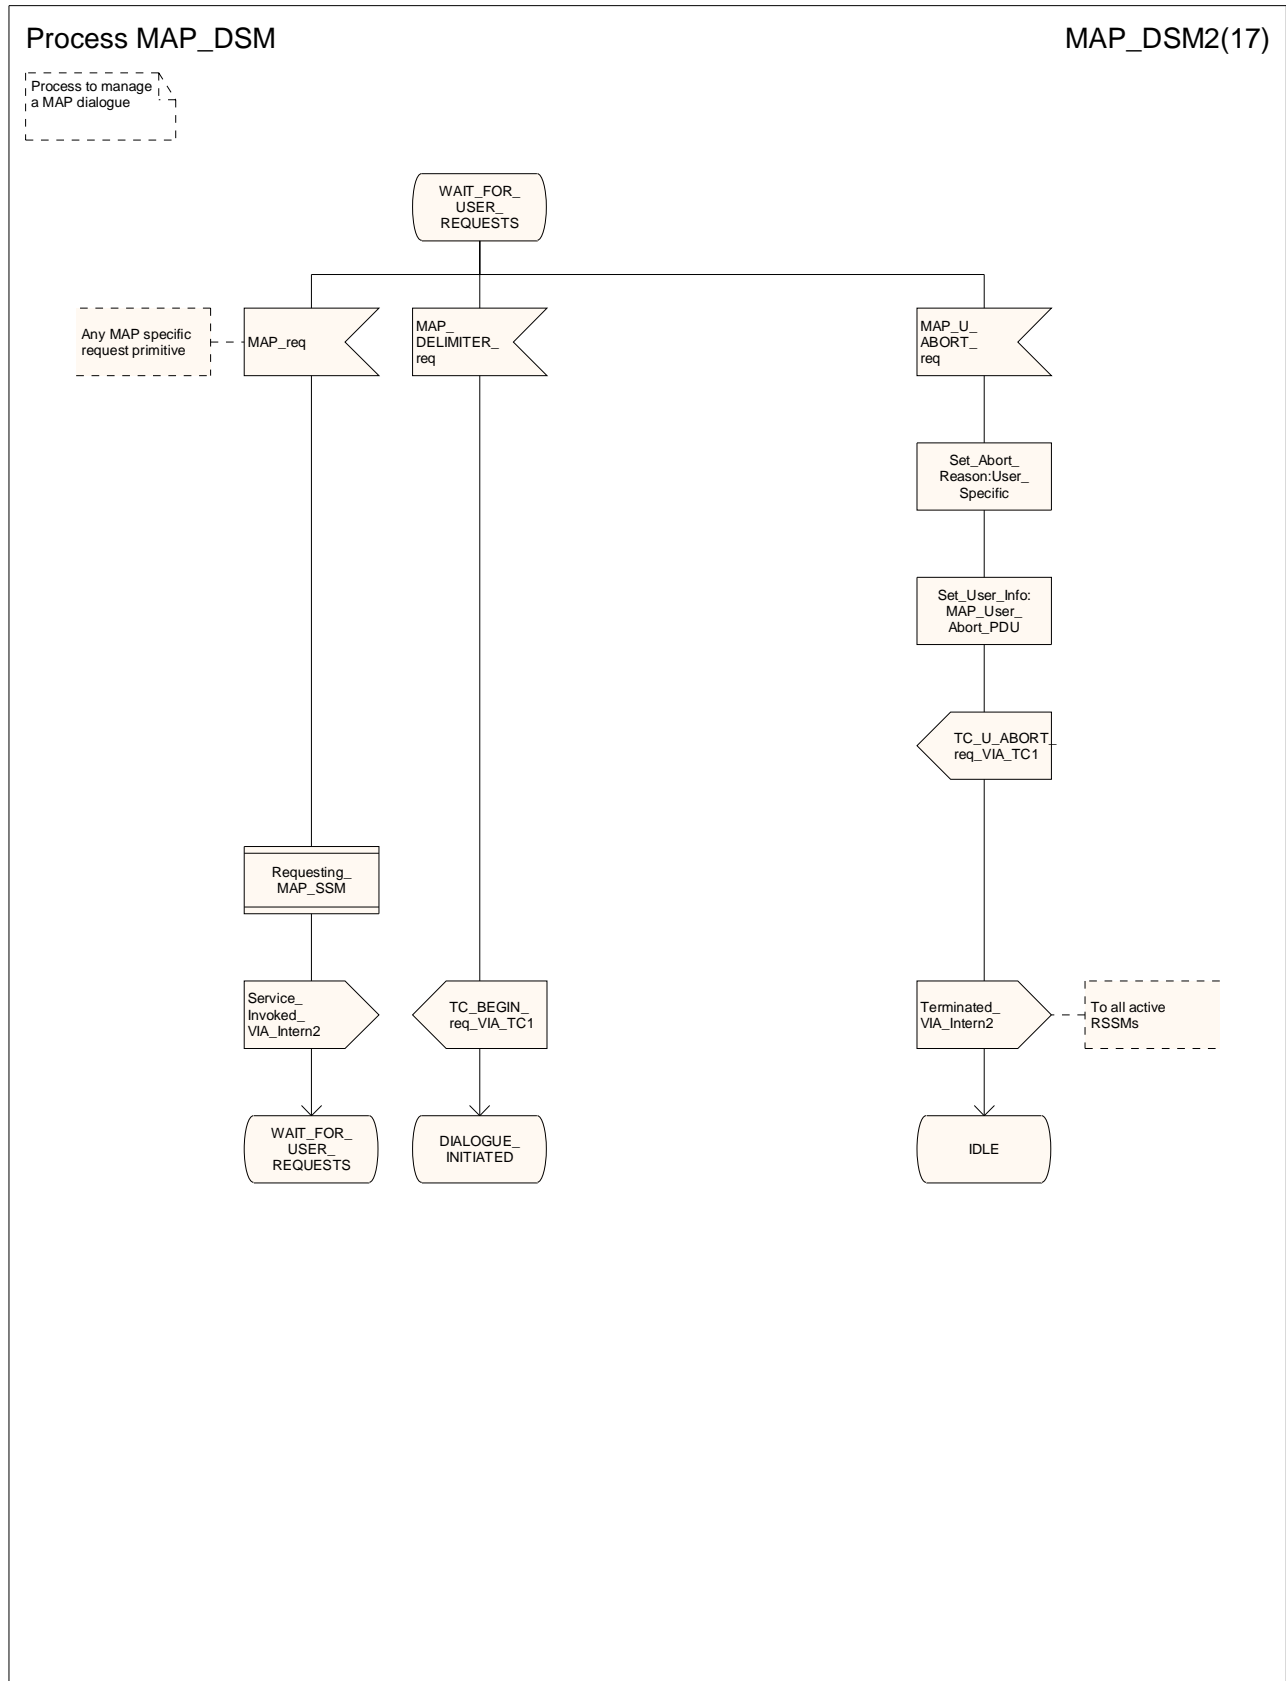 Process MAP_DSM
MAP_DSM2(17)
Process to manage
a MAP dialogue
WAIT_FOR_
USER_
REQUESTS
Any MAP specific
request primitive
MAP_req
MAP_
DELIMITER_
req
MAP_U_
ABORT_
req
Set_Abort_
Reason:User_
Specific
Set_User_Info:
MAP_User_
Abort_PDU
TC_U_ABORT_
req_VIA_TC1
Requesting_
MAP_SSM
Service_
Invoked_
VIA_Intern2
TC_BEGIN_
req_VIA_TC1
Terminated_
VIA_Intern2
To all active
RSSMs
WAIT_FOR_
USER_
REQUESTS
DIALOGUE_
INITIATED
IDLE